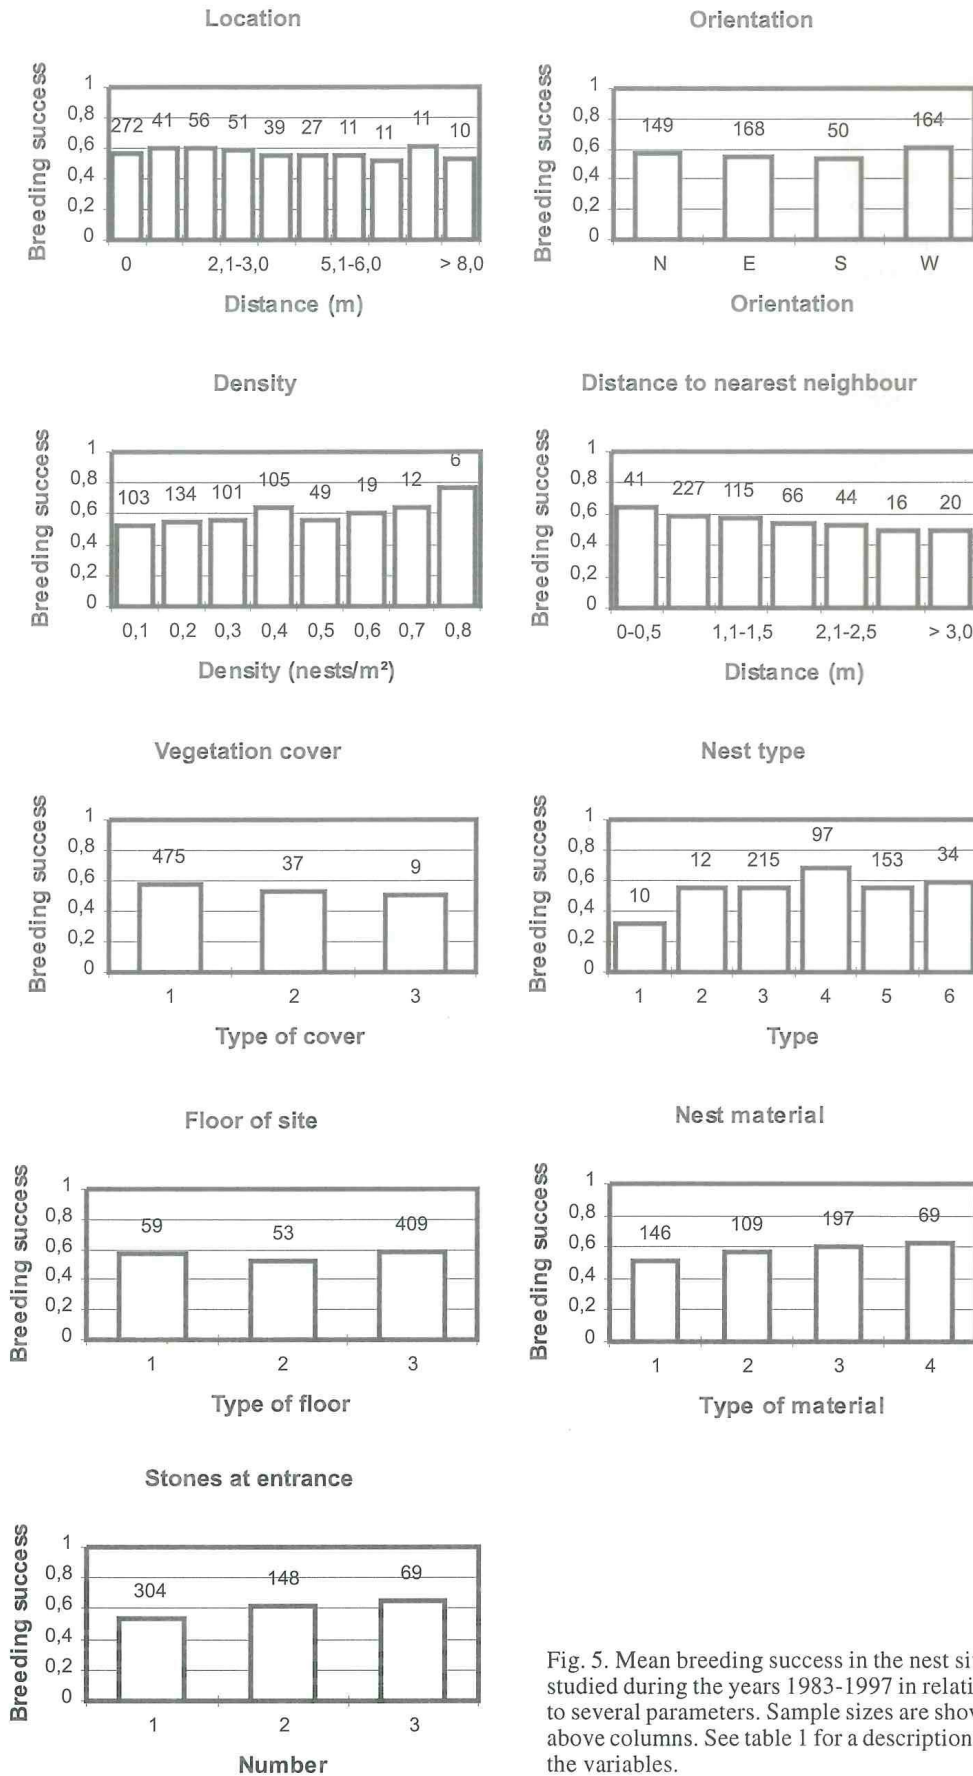 Location
Breeding success
1
0,8
0,6
0,4
0,2
0
272 41 56 51 39 27 11 11 11 10
0 2,1-3,0 5,1-6,0 > 8,0
Distance (m)
Orientation
Breeding success
1
0,8
0,6
0,4
0,2
0
149 168 50 164
N E S W
Orientation
Density
Breeding success
1
0,8
0,6
0,4
0,2
0
103 134 101 105 49 19 12 6
0,1 0,2 0,3 0,4 0,5 0,6 0,7 0,8
Density (nests/m²)
Distance to nearest neighbour
Breeding success
1
0,8
0,6
0,4
0,2
0
41 227 115 66 44 16 20
0-0,5 1,1-1,5 2,1-2,5 > 3,0
Distance (m)
Vegetation cover
Breeding success
1
0,8
0,6
0,4
0,2
0
475 37 9
1 2 3
Type of cover
Nest type
Breeding success
1
0,8
0,6
0,4
0,2
0
10 12 215 97 153 34
1 2 3 4 5 6
Type
Floor of site
Breeding success
1
0,8
0,6
0,4
0,2
0
59 53 409
1 2 3
Type of floor
Nest material
Breeding success
1
0,8
0,6
0,4
0,2
0
146 109 197 69
1 2 3 4
Type of material
Stones at entrance
Breeding success
1
0,8
0,6
0,4
0,2
0
304 148 69
1 2 3
Number
Fig. 5. Mean breeding success in the nest
studied during the years 1983-1997 in
to several parameters. Sample sizes are
above columns. See table 1 for a description
the variables.